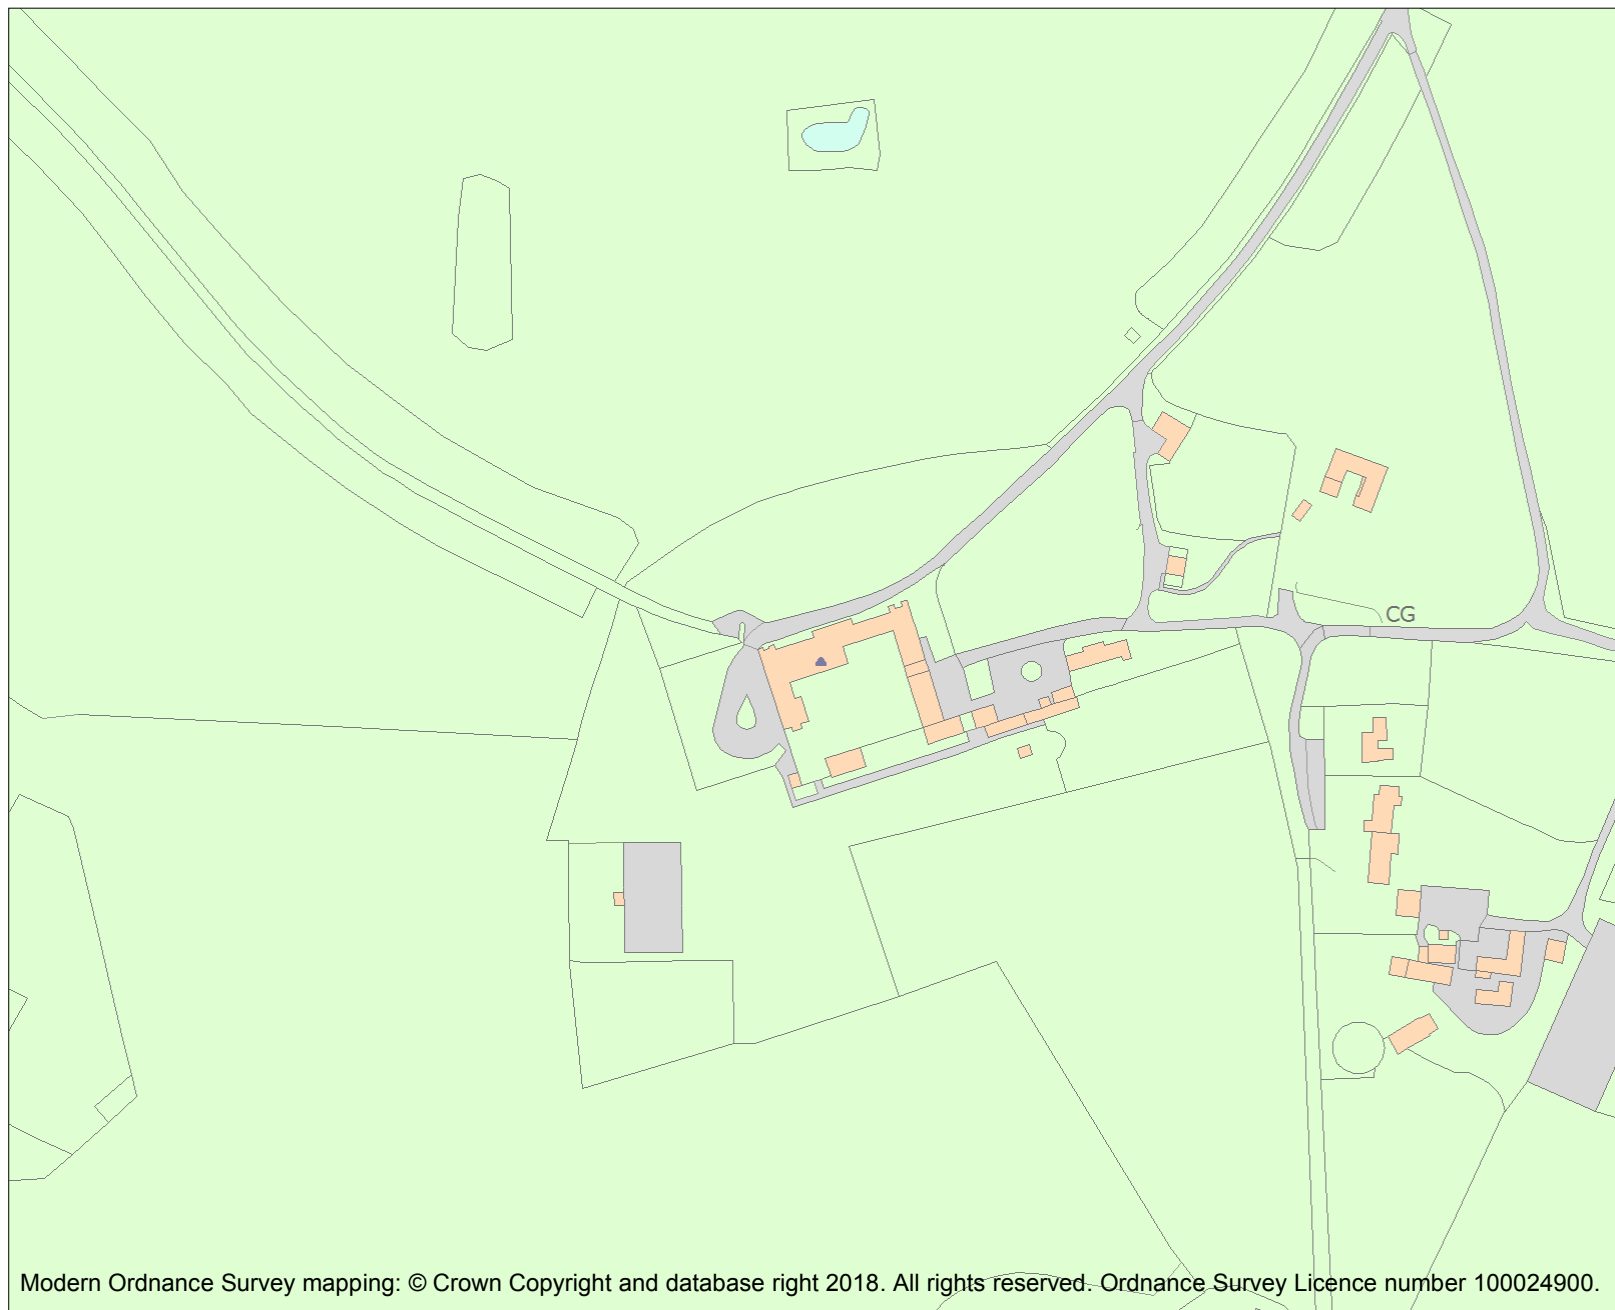 CG
Modern Ordnance Survey mapping: © Crown Copyright and database right 2018. All rights reserved. Ordnance Survey Licence number 100024900.